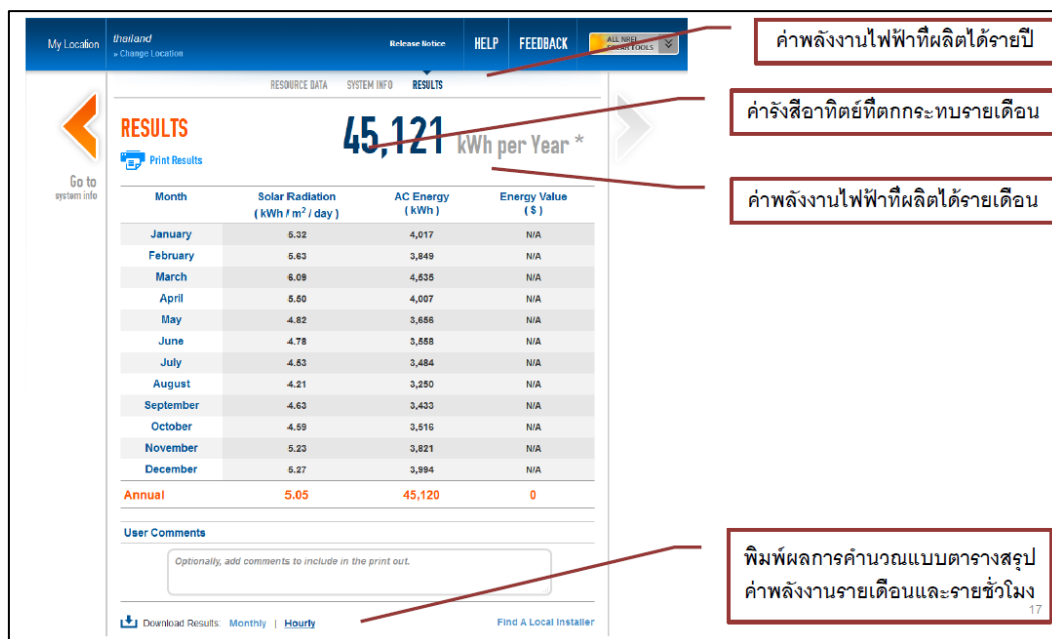 My Location
thailand
» Change Location
Release Notice
HELP
FEEDBACK
ALL NREL
SOLAR TOOLS
RESOURCE DATA
SYSTEM INFO
RESULTS
Go to
system info
RESULTS
Print Results
45,121 kWh per Year *
Month Solar Radiation AC Energy Energy Value
( kWh / m² / day ) ( kWh ) ( $ )
January 5.32 4,017 N/A
February 5.63 3,849 N/A
March 6.09 4,535 N/A
April 5.50 4,007 N/A
May 4.82 3,656 N/A
June 4.78 3,558 N/A
July 4.53 3,484 N/A
August 4.21 3,250 N/A
September 4.63 3,433 N/A
October 4.59 3,516 N/A
November 5.23 3,821 N/A
December 5.27 3,994 N/A
Annual 5.05 45,120 0
User Comments
Optionally, add comments to include in the print out.
Download Results: Monthly | Hourly
Find A Local Installer
ค่าพลังงานไฟฟ้าที่ผลิตได้รายปี
ค่ารังสีอาทิตย์ที่ตกกระทบรายเดือน
ค่าพลังงานไฟฟ้าที่ผลิตได้รายเดือน
พิมพ์ผลการคำนวณแบบตารางสรุป
ค่าพลังงานรายเดือนและรายชั่วโมง
17